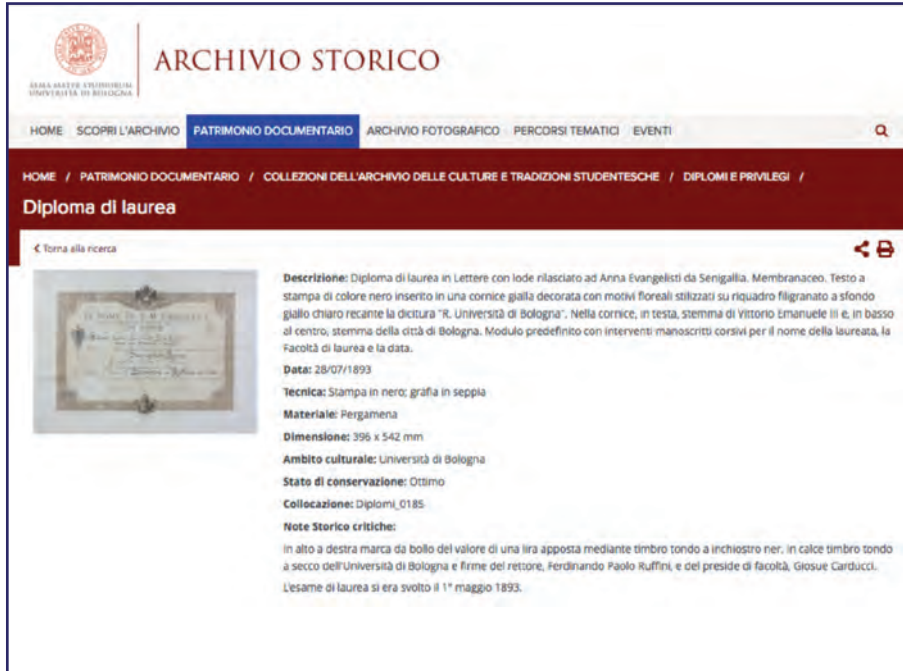 ALMA MATER STUDIORUM
UNIVERSITÀ DI BOLOGNA
ARCHIVIO STORICO
HOME SCOPRI L'ARCHIVIO PATRIMONIO DOCUMENTARIO ARCHIVIO FOTOGRAFICO PERCORSI TEMATICI EVENTI
HOME / PATRIMONIO DOCUMENTARIO / COLLEZIONI DELL'ARCHIVIO DELLE CULTURE E TRADIZIONI STUDENTESCHE / DIPLOMI E PRIVILEGI /
Diploma di laurea
Torna alla ricerca
Descrizione: Diploma di laurea in Lettere con lode rilasciato ad Anna Evangelisti da Senigallia. Membranaceo. Testo a
stampa di colore nero inserito in una cornice gialla decorata con motivi floreali stilizzati su riquadro filigranato a sfondo
giallo chiaro recante la dicitura "R. Università di Bologna". Nella cornice, in testa, stemma di Vittorio Emanuele III e, in basso
al centro, stemma della città di Bologna. Modulo predefinito con interventi manoscritti corsivi per il nome della laureata, la
Facoltà di laurea e la data.
Data: 28/07/1893
Tecnica: Stampa in nero; grafia in seppia
Materiale: Pergamena
Dimensione: 396 x 542 mm
Ambito culturale: Università di Bologna
Stato di conservazione: Ottimo
Collocazione: Diplomi_0185
Note Storico critiche:
In alto a destra marca da bollo del valore di una lira apposta mediante timbro tondo a inchiostro ner, in calce timbro tondo
a secco dell'Università di Bologna e firme del rettore, Ferdinando Paolo Ruffini, e del preside di facoltà, Giosue Carducci.
L'esame di laurea si era svolto il 1° maggio 1893.